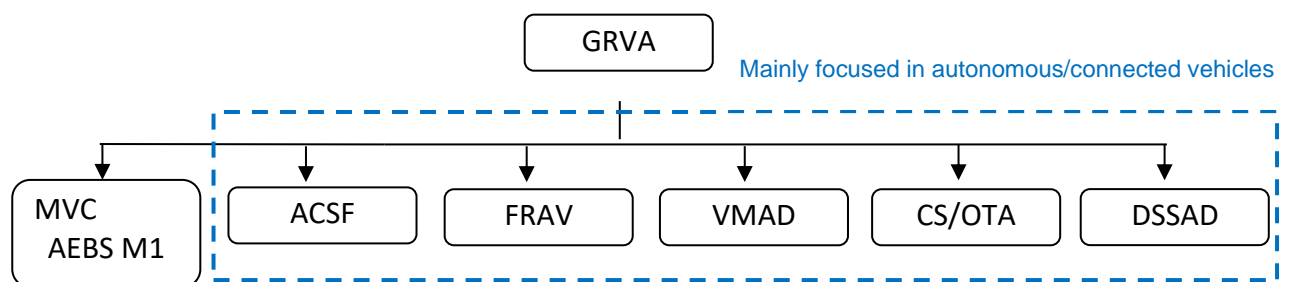 GRVA
Mainly focused in autonomous/connected vehicles
MVC
AEBS M1
ACSF
FRAV
VMAD
CS/OTA
DSSAD